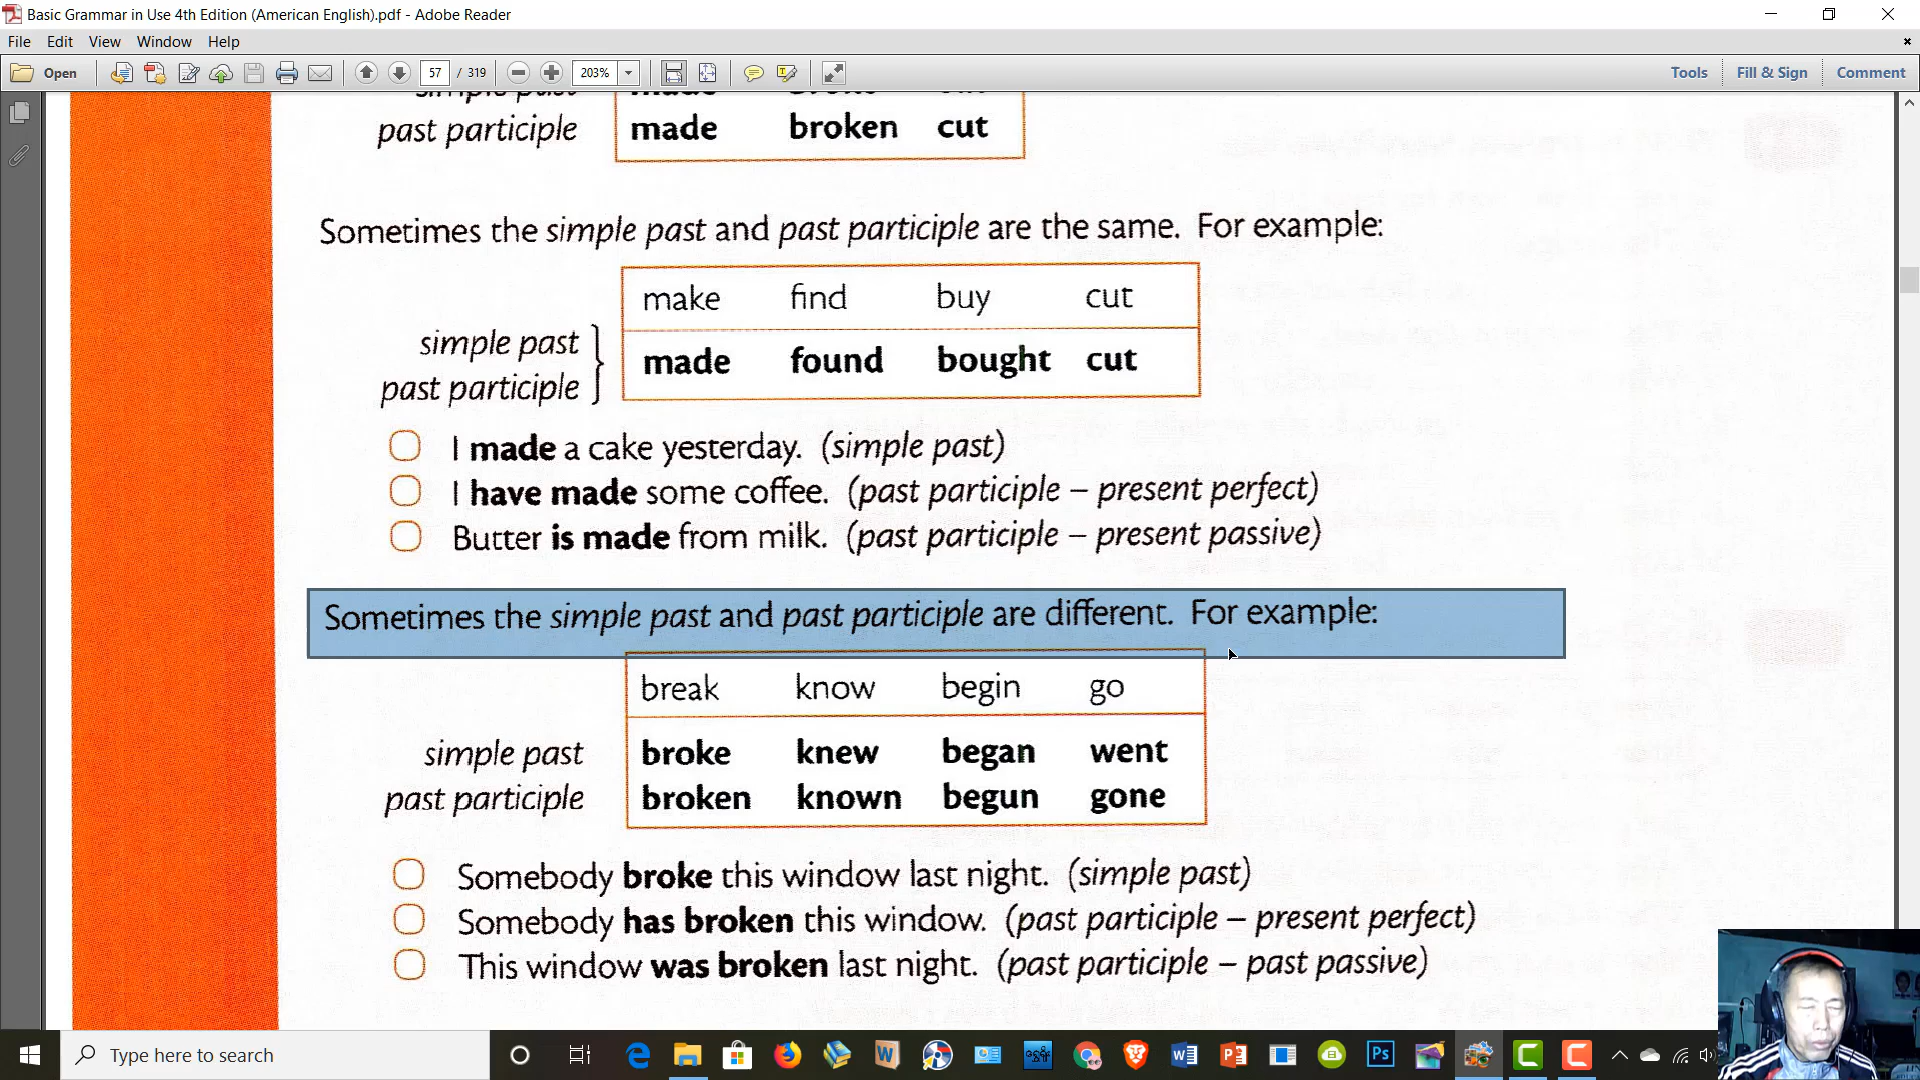 Basic Grammar in Use 4th Edition (American English).pdf - Adobe Reader
File Edit View Window Help
Open 57 / 319 203% Tools Fill & Sign Comment
simple past made broke cut
past participle made broken cut
Sometimes the simple past and past participle are the same. For example:
make find buy cut
simple past
past participle
made found bought cut
I made a cake yesterday. (simple past)
I have made some coffee. (past participle – present perfect)
Butter is made from milk. (past participle – present passive)
Sometimes the simple past and past participle are different. For example:
break know begin go
simple past broke knew began went
past participle broken known begun gone
Somebody broke this window last night. (simple past)
Somebody has broken this window. (past participle – present perfect)
This window was broken last night. (past participle – past passive)
Type here to search